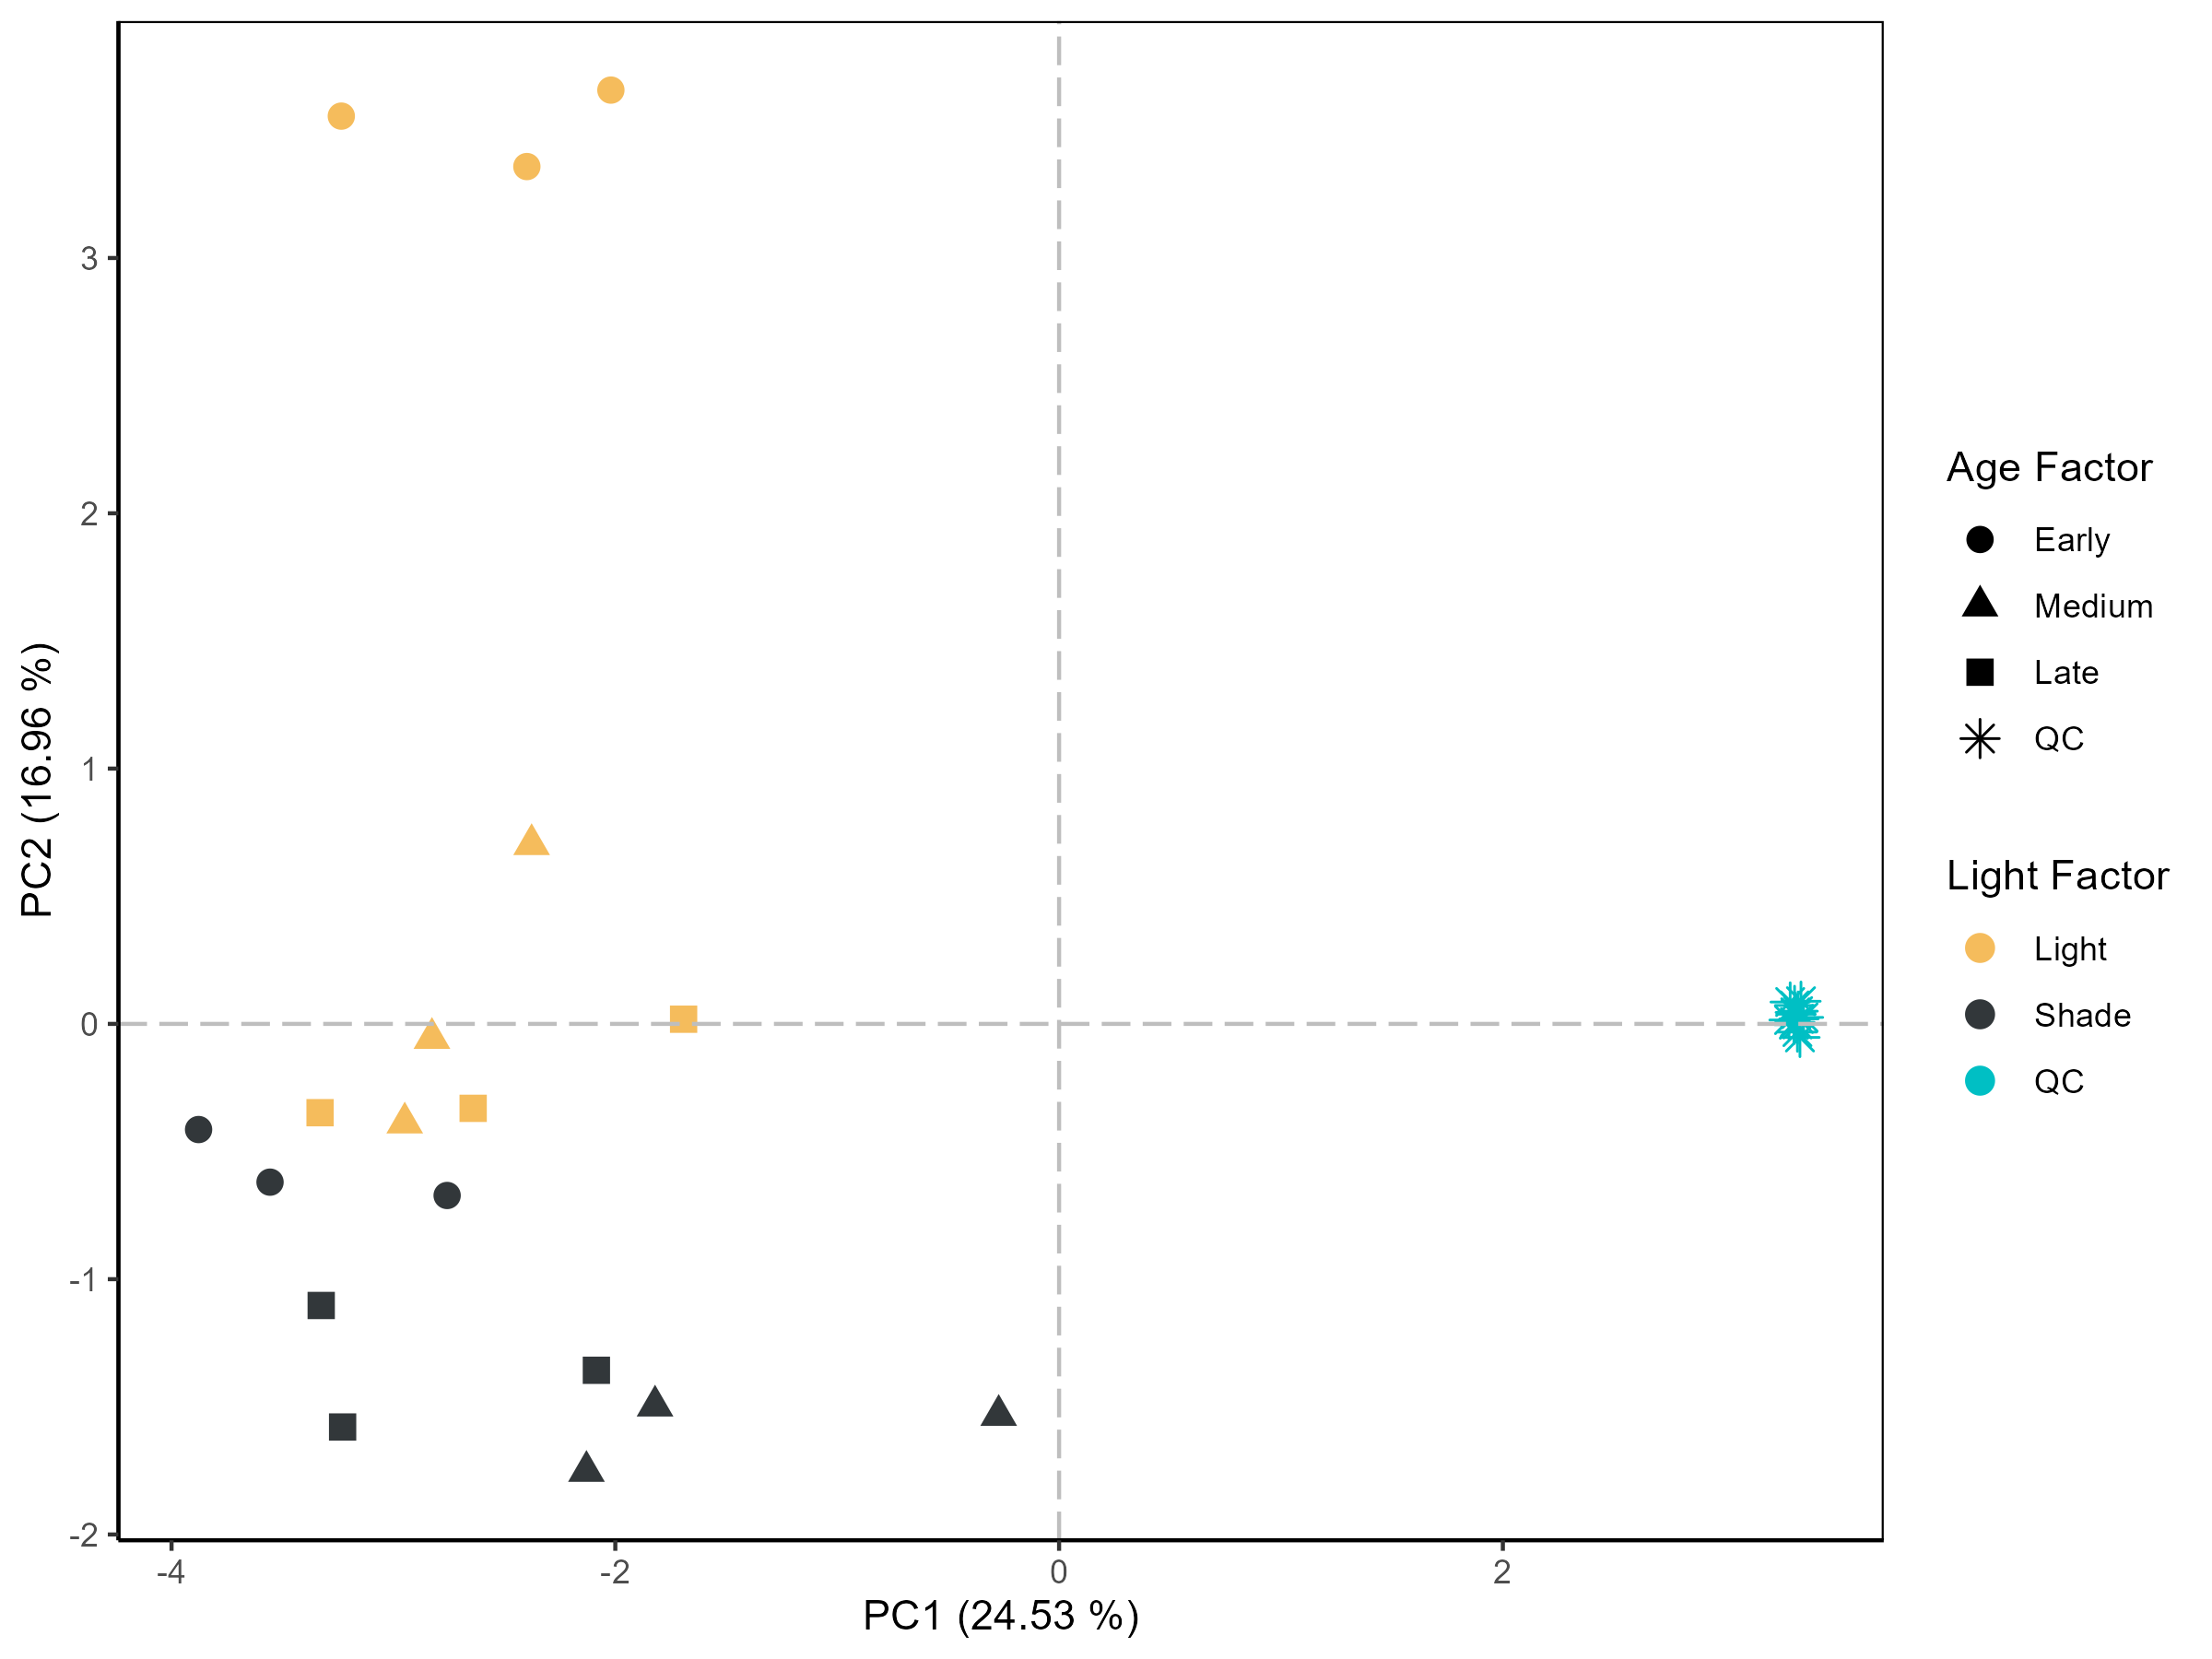 3
2
1
0
-1
-2
PC2 (16.96 %)
-4
-2
0
2
PC1 (24.53 %)
Age Factor
Early
Medium
Late
QC
Light Factor
Light
Shade
QC